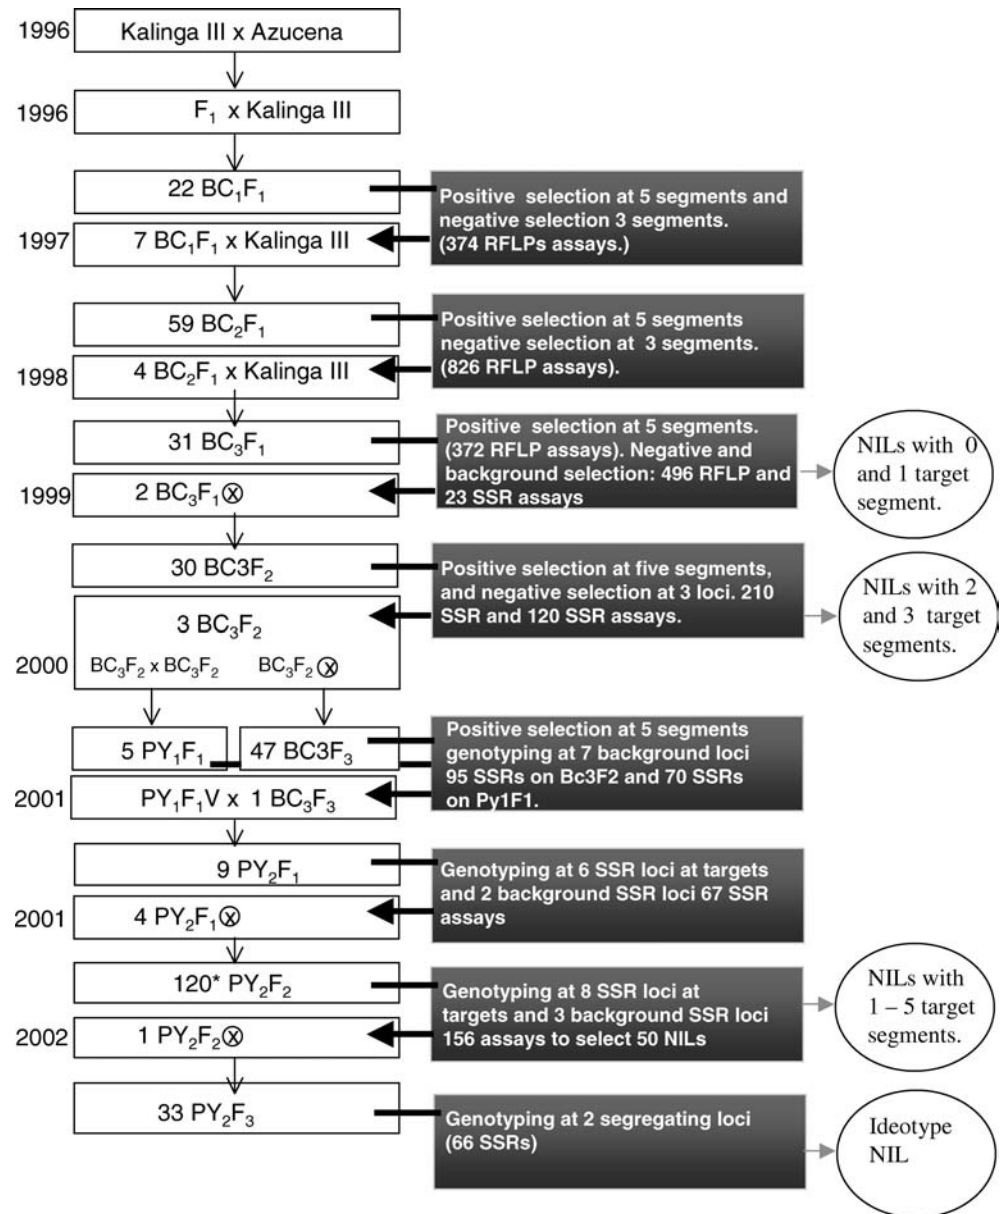 1996
Kalinga III x Azucena
1996
F₁ x Kalinga III
22 BC₁F₁
Positive selection at 5 segments and
negative selection 3 segments.
(374 RFLPs assays.)
1997
7 BC₁F₁ x Kalinga III
59 BC₂F₁
Positive selection at 5 segments
negative selection at 3 segments.
(826 RFLP assays).
1998
4 BC₂F₁ x Kalinga III
31 BC₃F₁
Positive selection at 5 segments.
(372 RFLP assays). Negative and
background selection: 496 RFLP and
23 SSR assays
NILs with 0
and 1 target
segment.
1999
2 BC₃F₁ⓧ
30 BC3F₂
Positive selection at five segments,
and negative selection at 3 loci. 210
SSR and 120 SSR assays.
NILs with 2
and 3 target
segments.
3 BC₃F₂
2000
BC₃F₂ x BC₃F₂
BC₃F₂ ⓧ
5 PY₁F₁
47 BC3F₃
Positive selection at 5 segments
genotyping at 7 background loci
95 SSRs on Bc3F2 and 70 SSRs
on Py1F1.
2001
PY₁F₁V x 1 BC₃F₃
9 PY₂F₁
Genotyping at 6 SSR loci at targets
and 2 background SSR loci 67 SSR
assays
2001
4 PY₂F₁ⓧ
120* PY₂F₂
Genotyping at 8 SSR loci at
targets and 3 background SSR loci
156 assays to select 50 NILs
NILs with
1 – 5 target
segments.
2002
1 PY₂F₂ⓧ
33 PY₂F₃
Genotyping at 2 segregating loci
(66 SSRs)
Ideotype
NIL